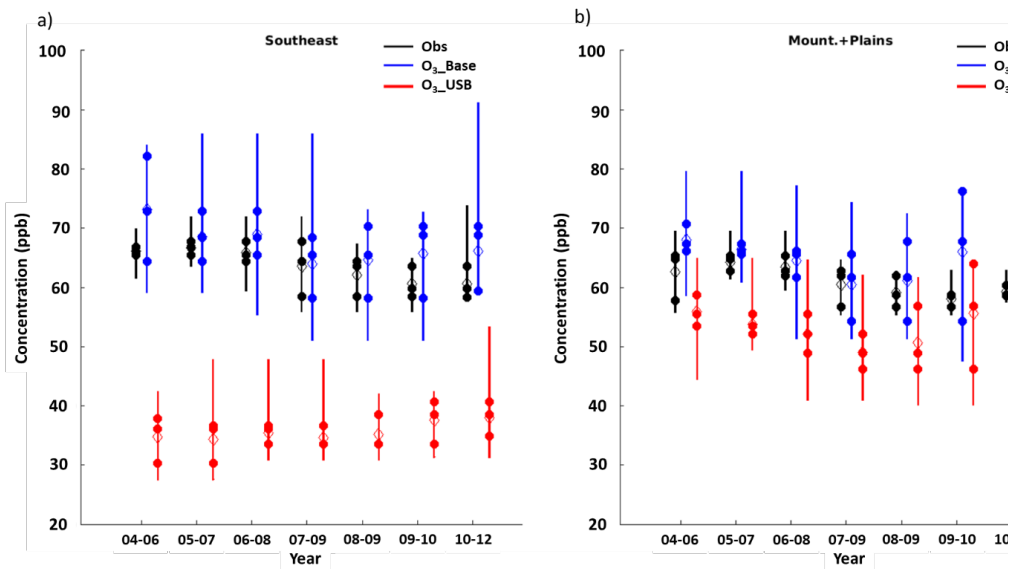 a)
Southeast
Obs
O₃_Base
O₃_USB
Concentration (ppb)
100
90
80
70
60
50
40
30
20
04-06 05-07 06-08 07-09 08-09 09-10 10-12
Year
b)
Mount.+Plains
Concentration (ppb)
100
90
80
70
60
50
40
30
20
04-06 05-07 06-08 07-09 08-09 09-10 10
Year